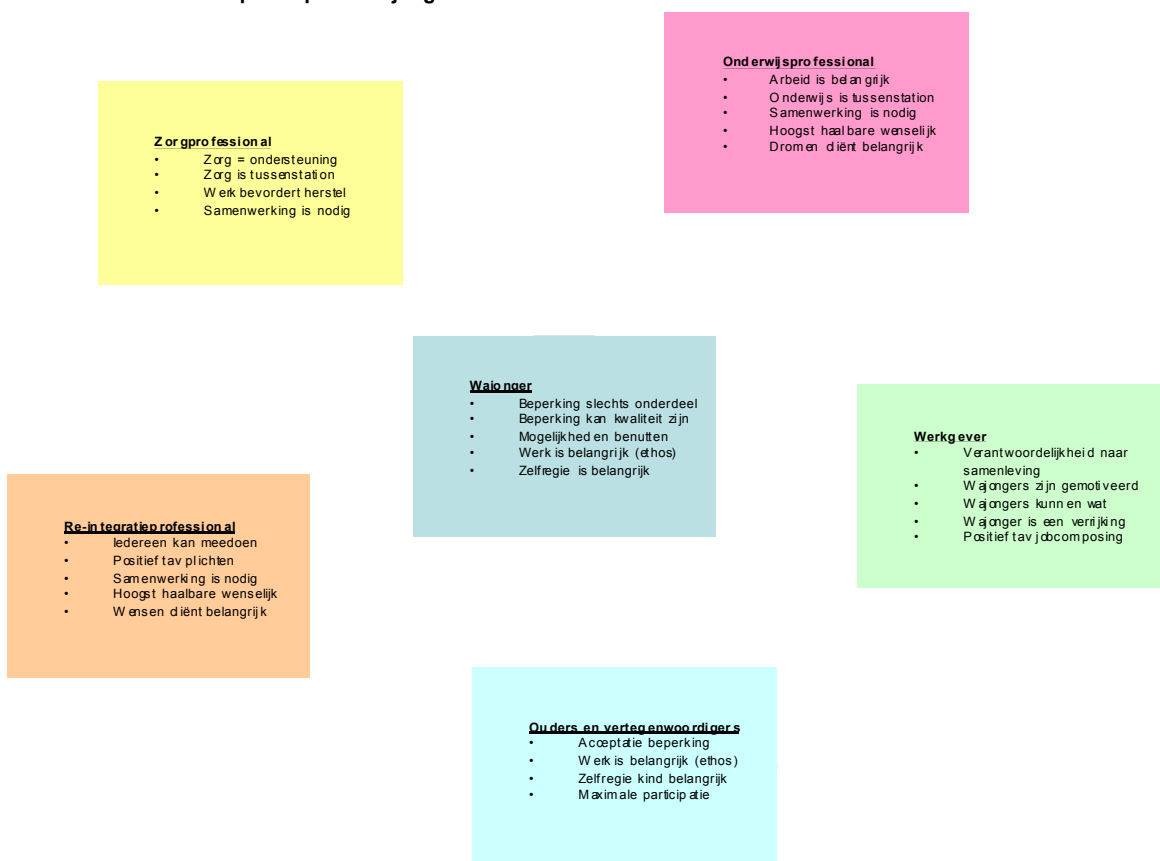 Onderwijsprofessional
• Arbeid is belangrijk
• Onderwijs is tussenstation
• Samenwerking is nodig
• Hoogst haalbare wenselijk
• Dromen cliënt belangrijk
Zorgprofessional
• Zorg = ondersteuning
• Zorg is tussenstation
• Werk bevordert herstel
• Samenwerking is nodig
Wajonger
• Beperking slechts onderdeel
• Beperking kan kwaliteit zijn
• Mogelijkheden benutten
• Werk is belangrijk (ethos)
• Zelfregie is belangrijk
Werkgever
• Verantwoordelijkheid naar
samenleving
• Wajongers zijn gemotiveerd
• Wajongers kunnen wat
• Wajonger is een verrijking
• Positief tav jobcomposing
Re-integratieprofessional
• Iedereen kan meedoen
• Positief tav plichten
• Samenwerking is nodig
• Hoogst haalbare wenselijk
• Wensen cliënt belangrijk
Ouders en vertegenwoordigers
• Acceptatie beperking
• Werk is belangrijk (ethos)
• Zelfregie kind belangrijk
• Maximale participatie